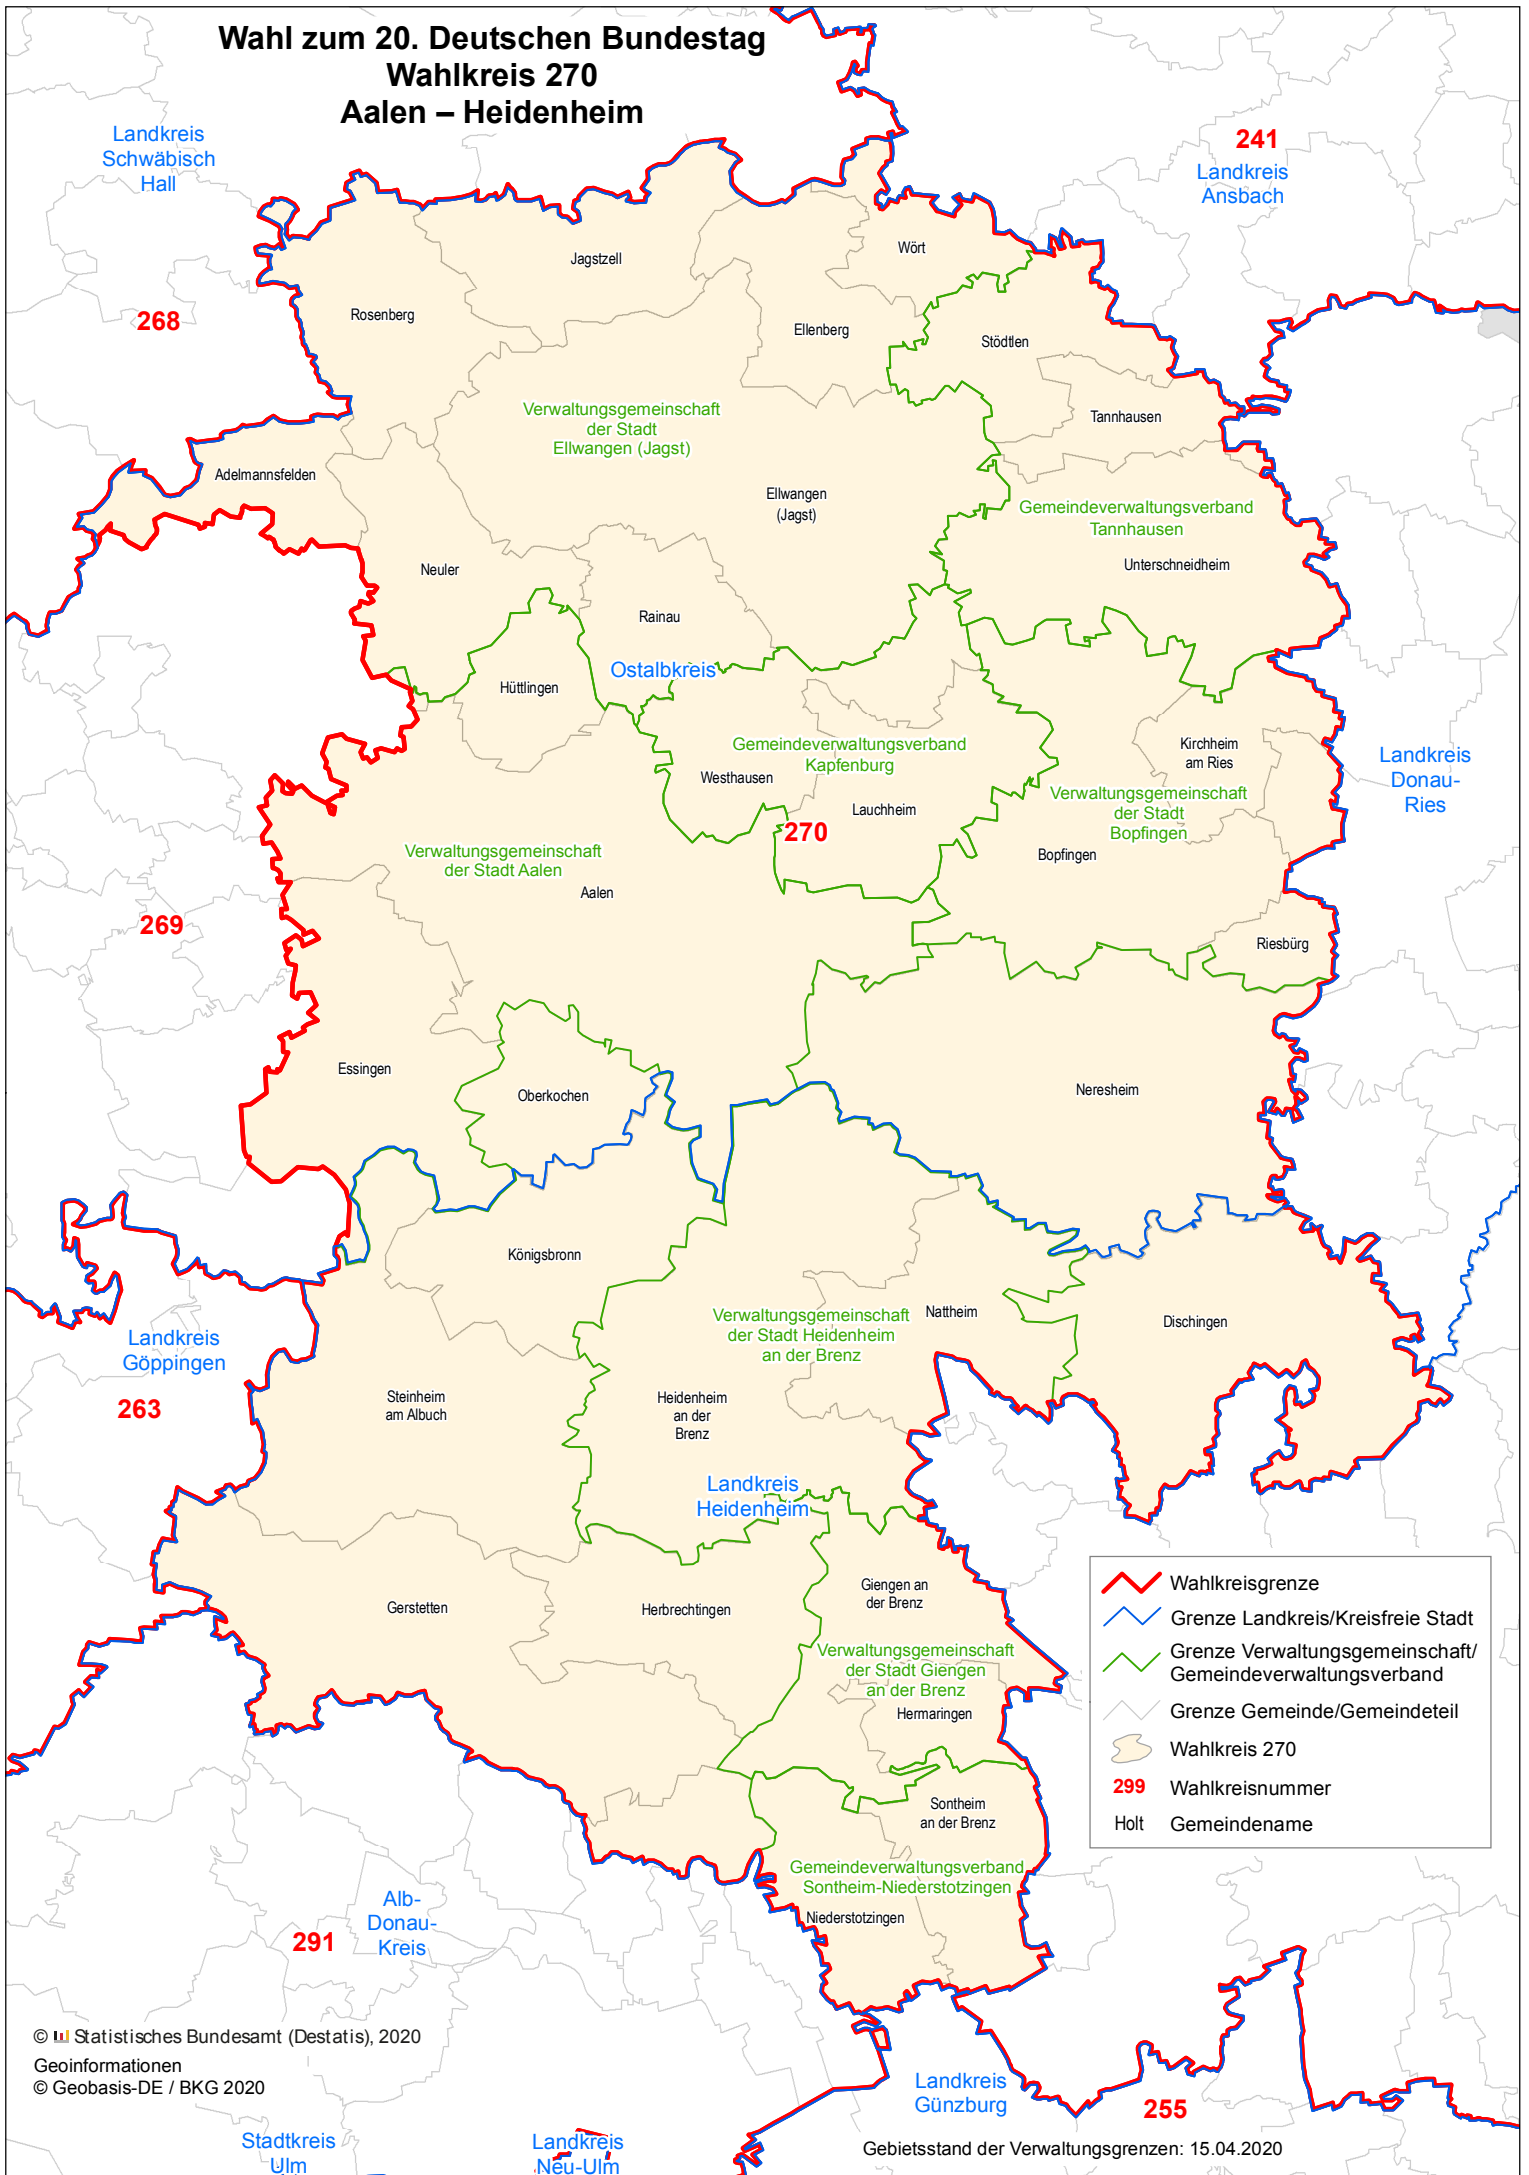 Wahl zum 20. Deutschen Bundestag
Wahlkreis 270
Aalen – Heidenheim
Landkreis
Schwäbisch
Hall
241
Landkreis
Ansbach
268
Jagstzell
Wört
Rosenberg
Ellenberg
Stödtlen
Verwaltungsgemeinschaft
der Stadt
Ellwangen (Jagst)
Tannhausen
Adelmannsfelden
Ellwangen
(Jagst)
Gemeindeverwaltungsverband
Tannhausen
Unterschneidheim
Neuler
Rainau
Ostalbkreis
Hüttlingen
Gemeindeverwaltungsverband
Kapfenburg
Westhausen
Lauchheim
270
Kirchheim
am Ries
Verwaltungsgemeinschaft
der Stadt
Bopfingen
Bopfingen
Landkreis
Donau-
Ries
Verwaltungsgemeinschaft
der Stadt Aalen
Aalen
269
Riesbürg
Essingen
Oberkochen
Neresheim
Königsbronn
Verwaltungsgemeinschaft
der Stadt Heidenheim
an der Brenz
Nattheim
Dischingen
Landkreis
Göppingen
263
Steinheim
am Albuch
Heidenheim
an der
Brenz
Landkreis
Heidenheim
Gerstetten
Herbrechtingen
Giengen an
der Brenz
Verwaltungsgemeinschaft
der Stadt Giengen
an der Brenz
Hermaringen
Sontheim
an der Brenz
Gemeindeverwaltungsverband
Sontheim-Niederstotzingen
Niederstotzingen
Wahlkreisgrenze
Grenze Landkreis/Kreisfreie Stadt
Grenze Verwaltungsgemeinschaft/
Gemeindeverwaltungsverband
Grenze Gemeinde/Gemeindeteil
Wahlkreis 270
299 Wahlkreisnummer
Holt Gemeindename
Alb-
Donau-
Kreis
291
© Statistisches Bundesamt (Destatis), 2020
Geoinformationen
© Geobasis-DE / BKG 2020
Landkreis
Günzburg
255
Stadtkreis
Ulm
Landkreis
Neu-Ulm
Gebietsstand der Verwaltungsgrenzen: 15.04.2020